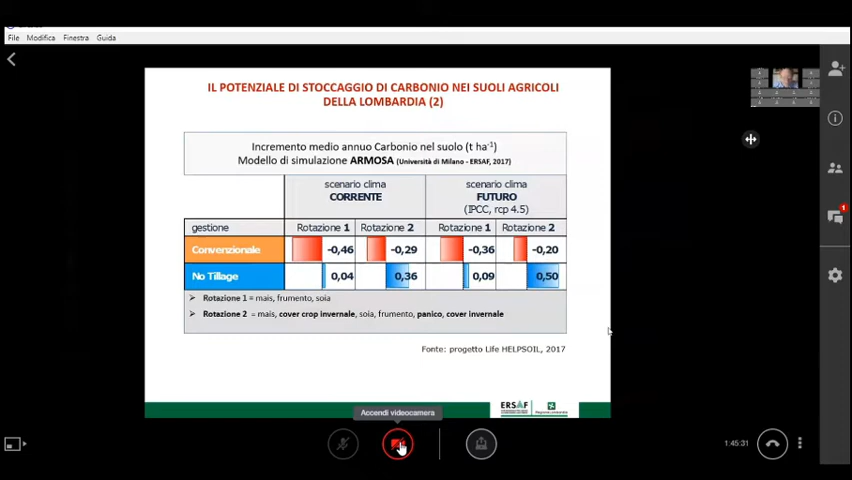 File Modifica Finestra Guida
IL POTENZIALE DI STOCCAGGIO DI CARBONIO NEI SUOLI AGRICOLI
DELLA LOMBARDIA (2)
Incremento medio annuo Carbonio nel suolo (t ha⁻¹)
Modello di simulazione ARMOSA (Università di Milano - ERSAF, 2017)
scenario clima CORRENTE
scenario clima FUTURO (IPCC, rcp 4.5)
gestione Rotazione 1 Rotazione 2 Rotazione 1 Rotazione 2
Convenzionale -0,46 -0,29 -0,36 -0,20
No Tillage 0,04 0,36 0,09 0,50
➢ Rotazione 1 = mais, frumento, soia
➢ Rotazione 2 = mais, cover crop invernale, soia, frumento, panico, cover invernale
Fonte: progetto Life HELPSOIL, 2017
ERSAF
Accendi videocamera
1:45:31
1